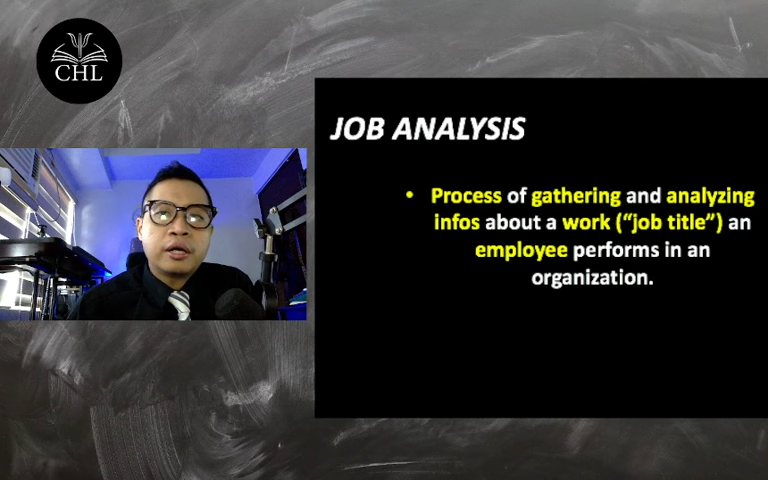 CHL
JOB ANALYSIS
• Process of gathering and analyzing
infos about a work (“job title”) an
employee performs in an
organization.